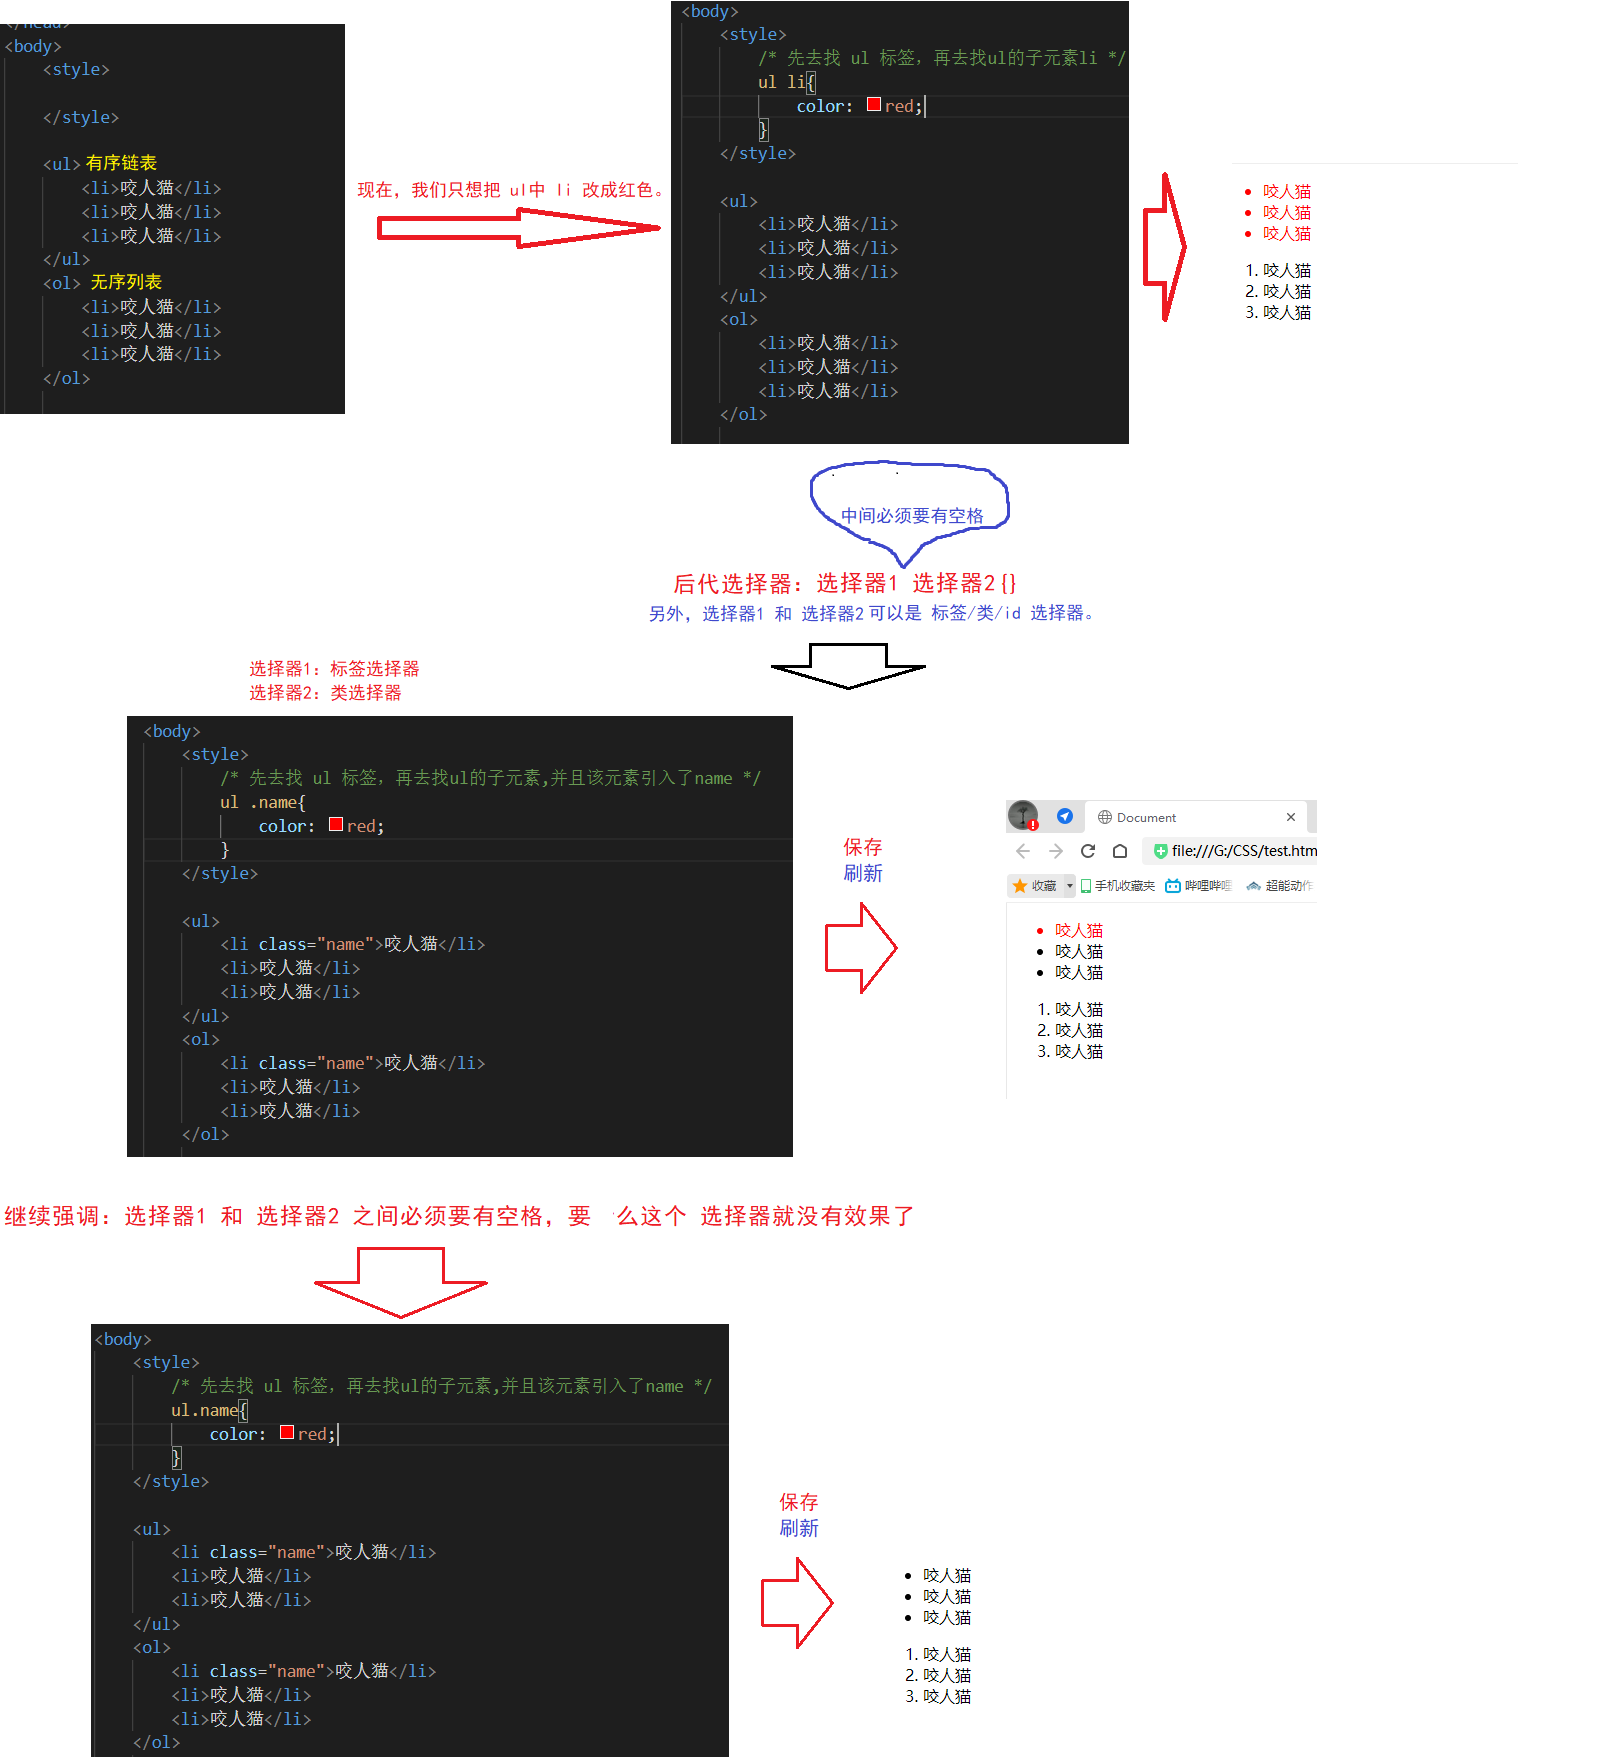 </head>
<body>
<style>
</style>
<ul> 有序链表
<li>咬人猫</li>
<li>咬人猫</li>
<li>咬人猫</li>
</ul>
<ol> 无序列表
<li>咬人猫</li>
<li>咬人猫</li>
<li>咬人猫</li>
</ol>
现在，我们只想把 ul中 li 改成红色。
<body>
<style>
/* 先去找 ul 标签，再去找ul的子元素li */
ul li{
color: red;
}
</style>
<ul>
<li>咬人猫</li>
<li>咬人猫</li>
<li>咬人猫</li>
</ul>
<ol>
<li>咬人猫</li>
<li>咬人猫</li>
<li>咬人猫</li>
</ol>
• 咬人猫
• 咬人猫
• 咬人猫
1. 咬人猫
2. 咬人猫
3. 咬人猫
中间必须要有空格
后代选择器：选择器1 选择器2{}
另外，选择器1 和 选择器2 可以是 标签/类/id 选择器。
选择器1：标签选择器
选择器2：类选择器
<body>
<style>
/* 先去找 ul 标签，再去找ul的子元素,并且该元素引入了name */
ul .name{
color: red;
}
</style>
<ul>
<li class="name">咬人猫</li>
<li>咬人猫</li>
<li>咬人猫</li>
</ul>
<ol>
<li class="name">咬人猫</li>
<li>咬人猫</li>
<li>咬人猫</li>
</ol>
保存
刷新
Document
file:///G:/CSS/test.htm
收藏 手机收藏夹 哔哩哔哩 超能动作
• 咬人猫
• 咬人猫
• 咬人猫
1. 咬人猫
2. 咬人猫
3. 咬人猫
继续强调：选择器1 和 选择器2 之间必须要有空格，要 么这个 选择器就没有效果了
<body>
<style>
/* 先去找 ul 标签，再去找ul的子元素,并且该元素引入了name */
ul.name{
color: red;
}
</style>
<ul>
<li class="name">咬人猫</li>
<li>咬人猫</li>
<li>咬人猫</li>
</ul>
<ol>
<li class="name">咬人猫</li>
<li>咬人猫</li>
<li>咬人猫</li>
</ol>
保存
刷新
• 咬人猫
• 咬人猫
• 咬人猫
1. 咬人猫
2. 咬人猫
3. 咬人猫